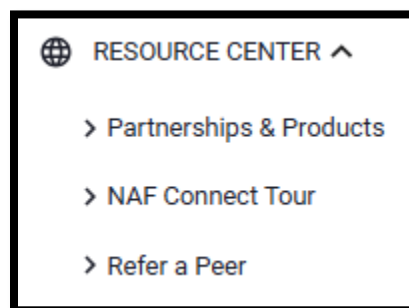 RESOURCE CENTER
Partnerships & Products
NAF Connect Tour
Refer a Peer